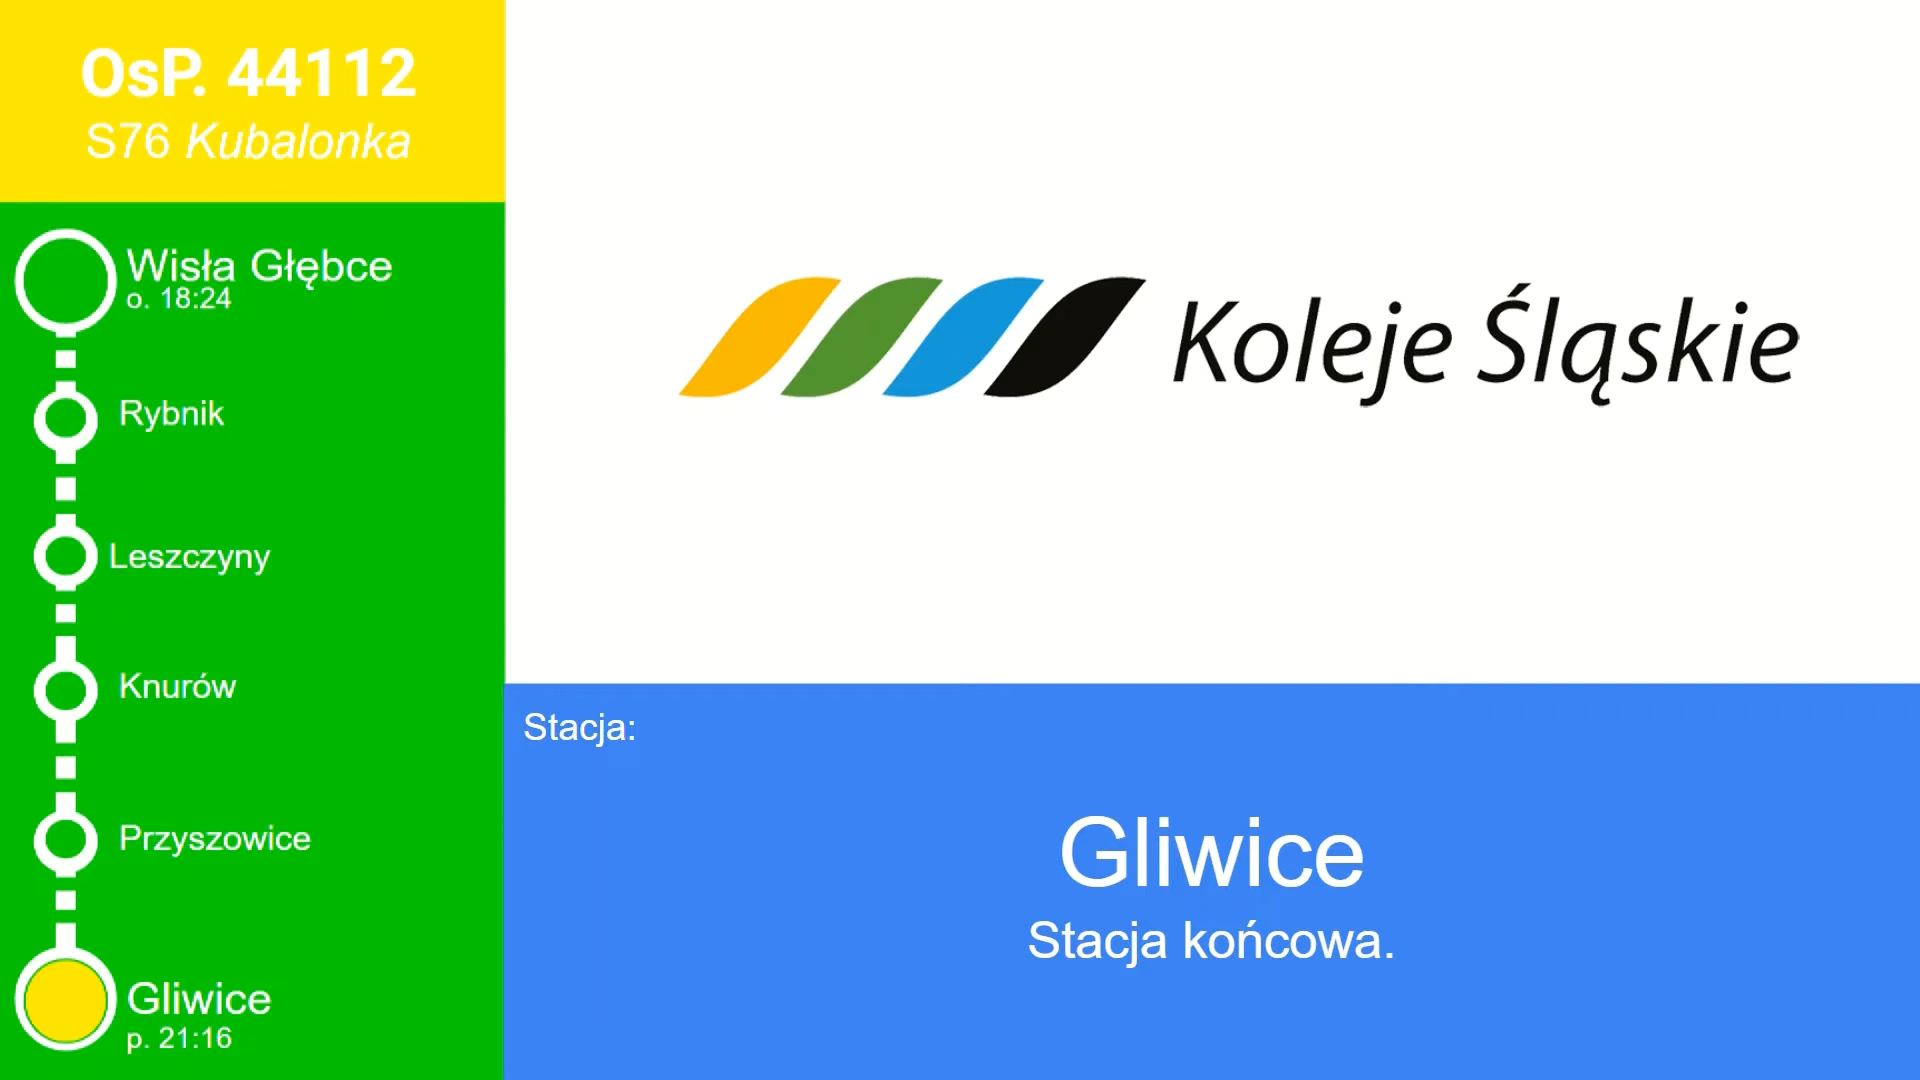 OsP. 44112
S76 Kubalonka
Wisła Głębce
o. 18:24
Rybnik
Leszczyny
Knurów
Przyszowice
Gliwice
p. 21:16
Koleje Śląskie
Stacja:
Gliwice
Stacja końcowa.